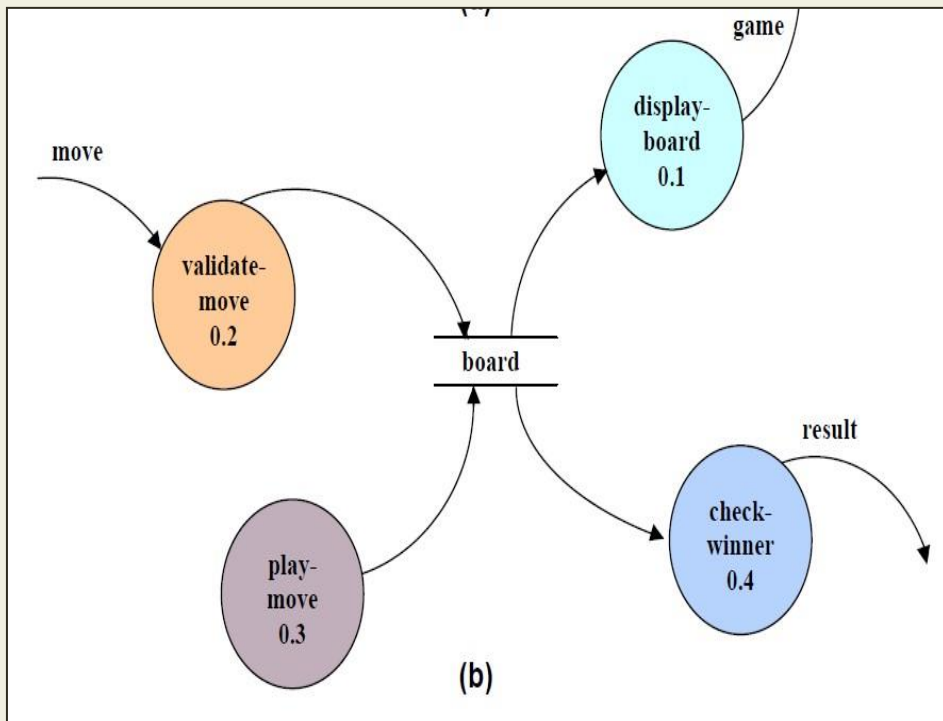 game
display-
board
0.1
move
validate-
move
0.2
board
result
check-
winner
0.4
play-
move
0.3
(b)